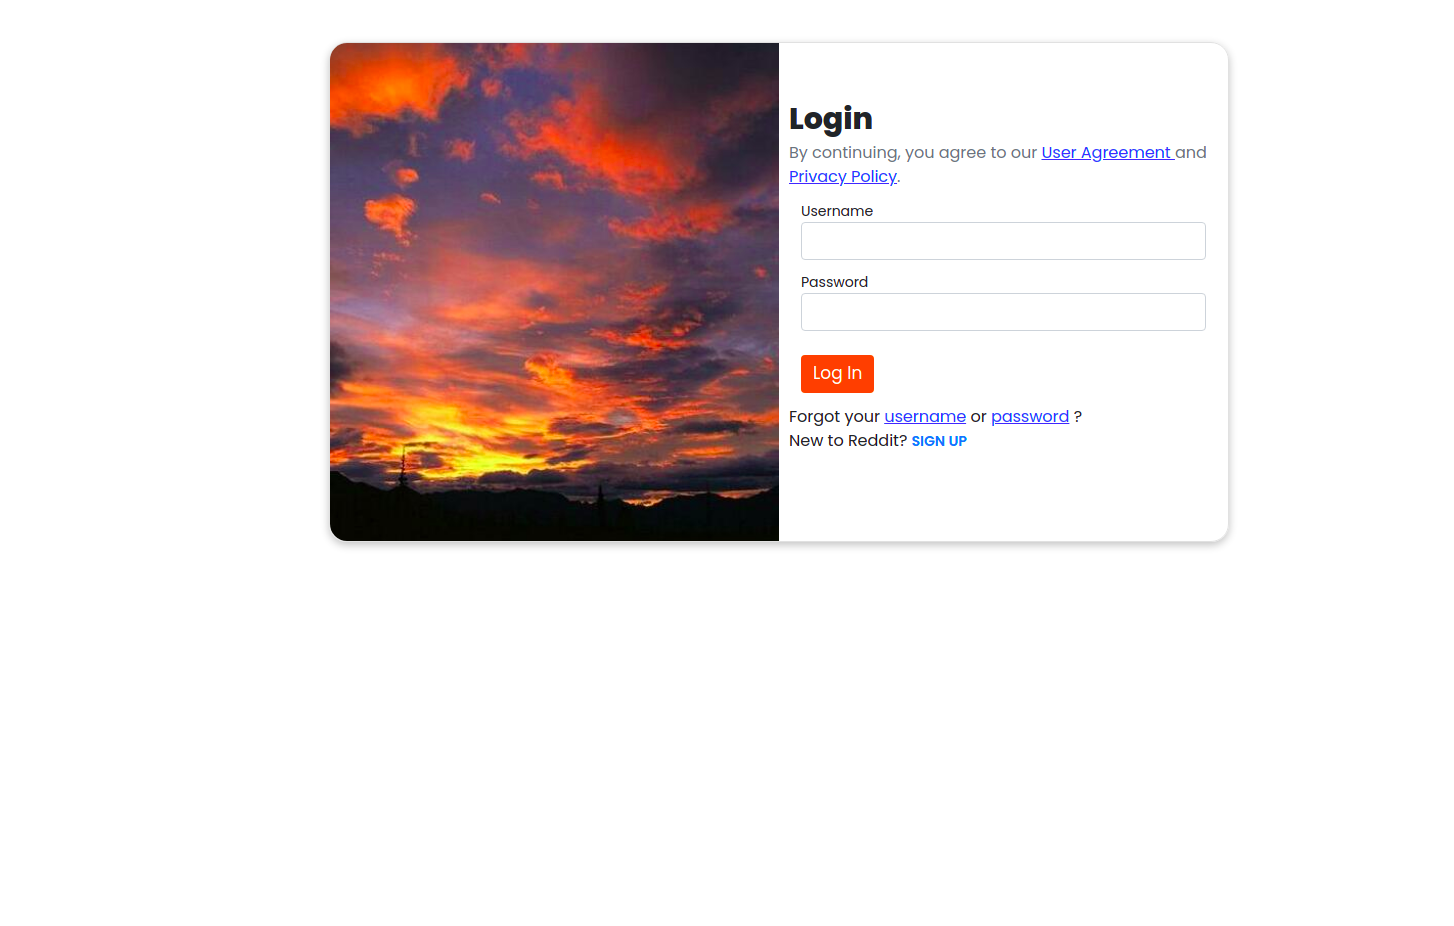 Login
By continuing, you agree to our User Agreement and
Privacy Policy.
Username
Password
Log In
Forgot your username or password ?
New to Reddit? SIGN UP